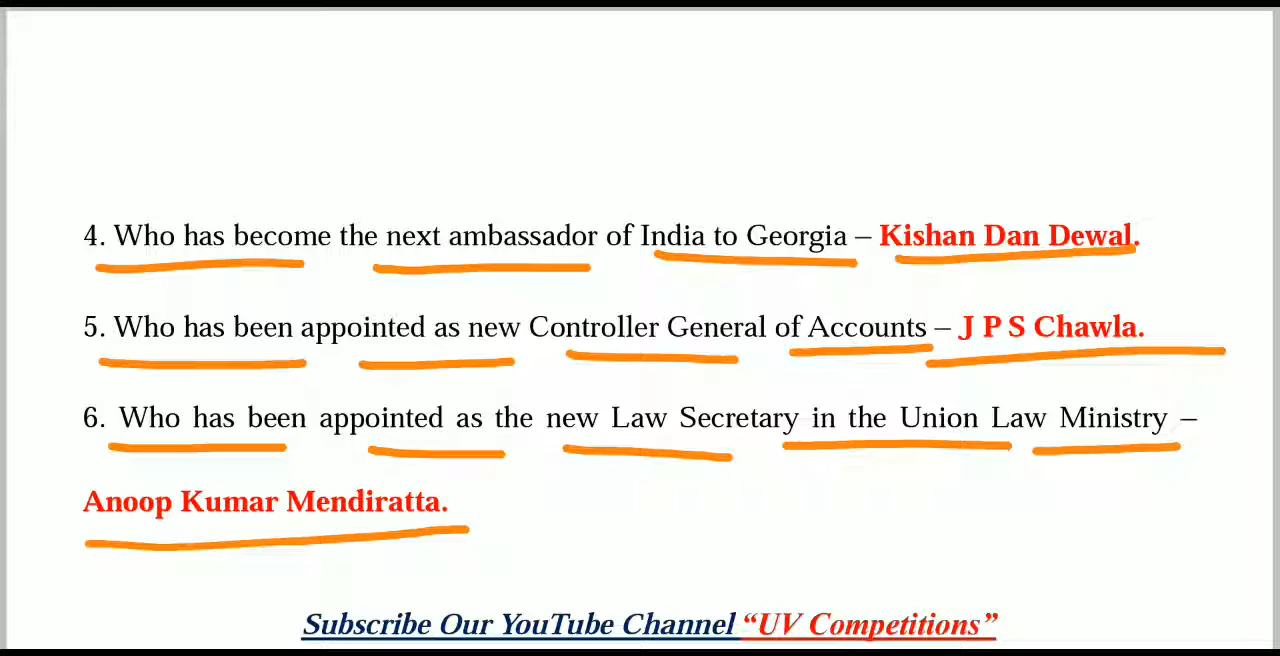 4. Who has become the next ambassador of India to Georgia – Kishan Dan Dewal.
5. Who has been appointed as new Controller General of Accounts – J P S Chawla.
6. Who has been appointed as the new Law Secretary in the Union Law Ministry –
Anoop Kumar Mendiratta.
Subscribe Our YouTube Channel “UV Competitions”